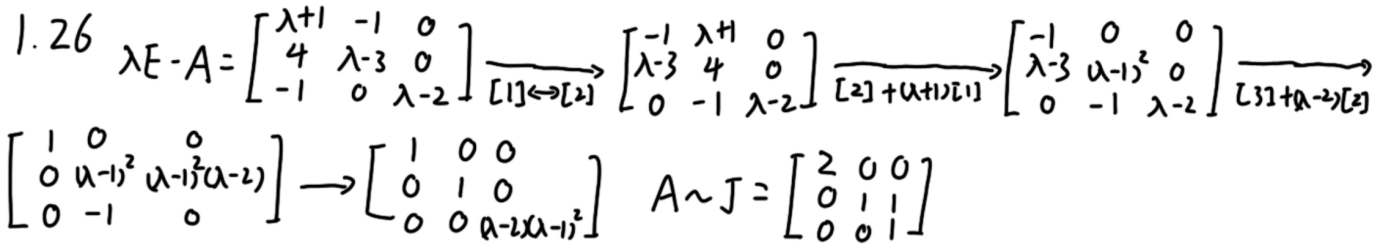 1.26 λE-A = [λ+1 -1 0; 4 λ-3 0; -1 0 λ-2] →[1]↔[2] [-1 λ+1 0; λ-3 4 0; 0 -1 λ-2] →[2]+(λ+1)[1] [-1 0 0; λ-3 (λ-1)² 0; 0 -1 λ-2] →[3]+(λ-2)[2]
[1 0 0; 0 (λ-1)² (λ-1)²(λ-2); 0 -1 0] → [1 0 0; 0 1 0; 0 0 (λ-2)(λ-1)²] A~J = [2 0 0; 0 1 1; 0 0 1]